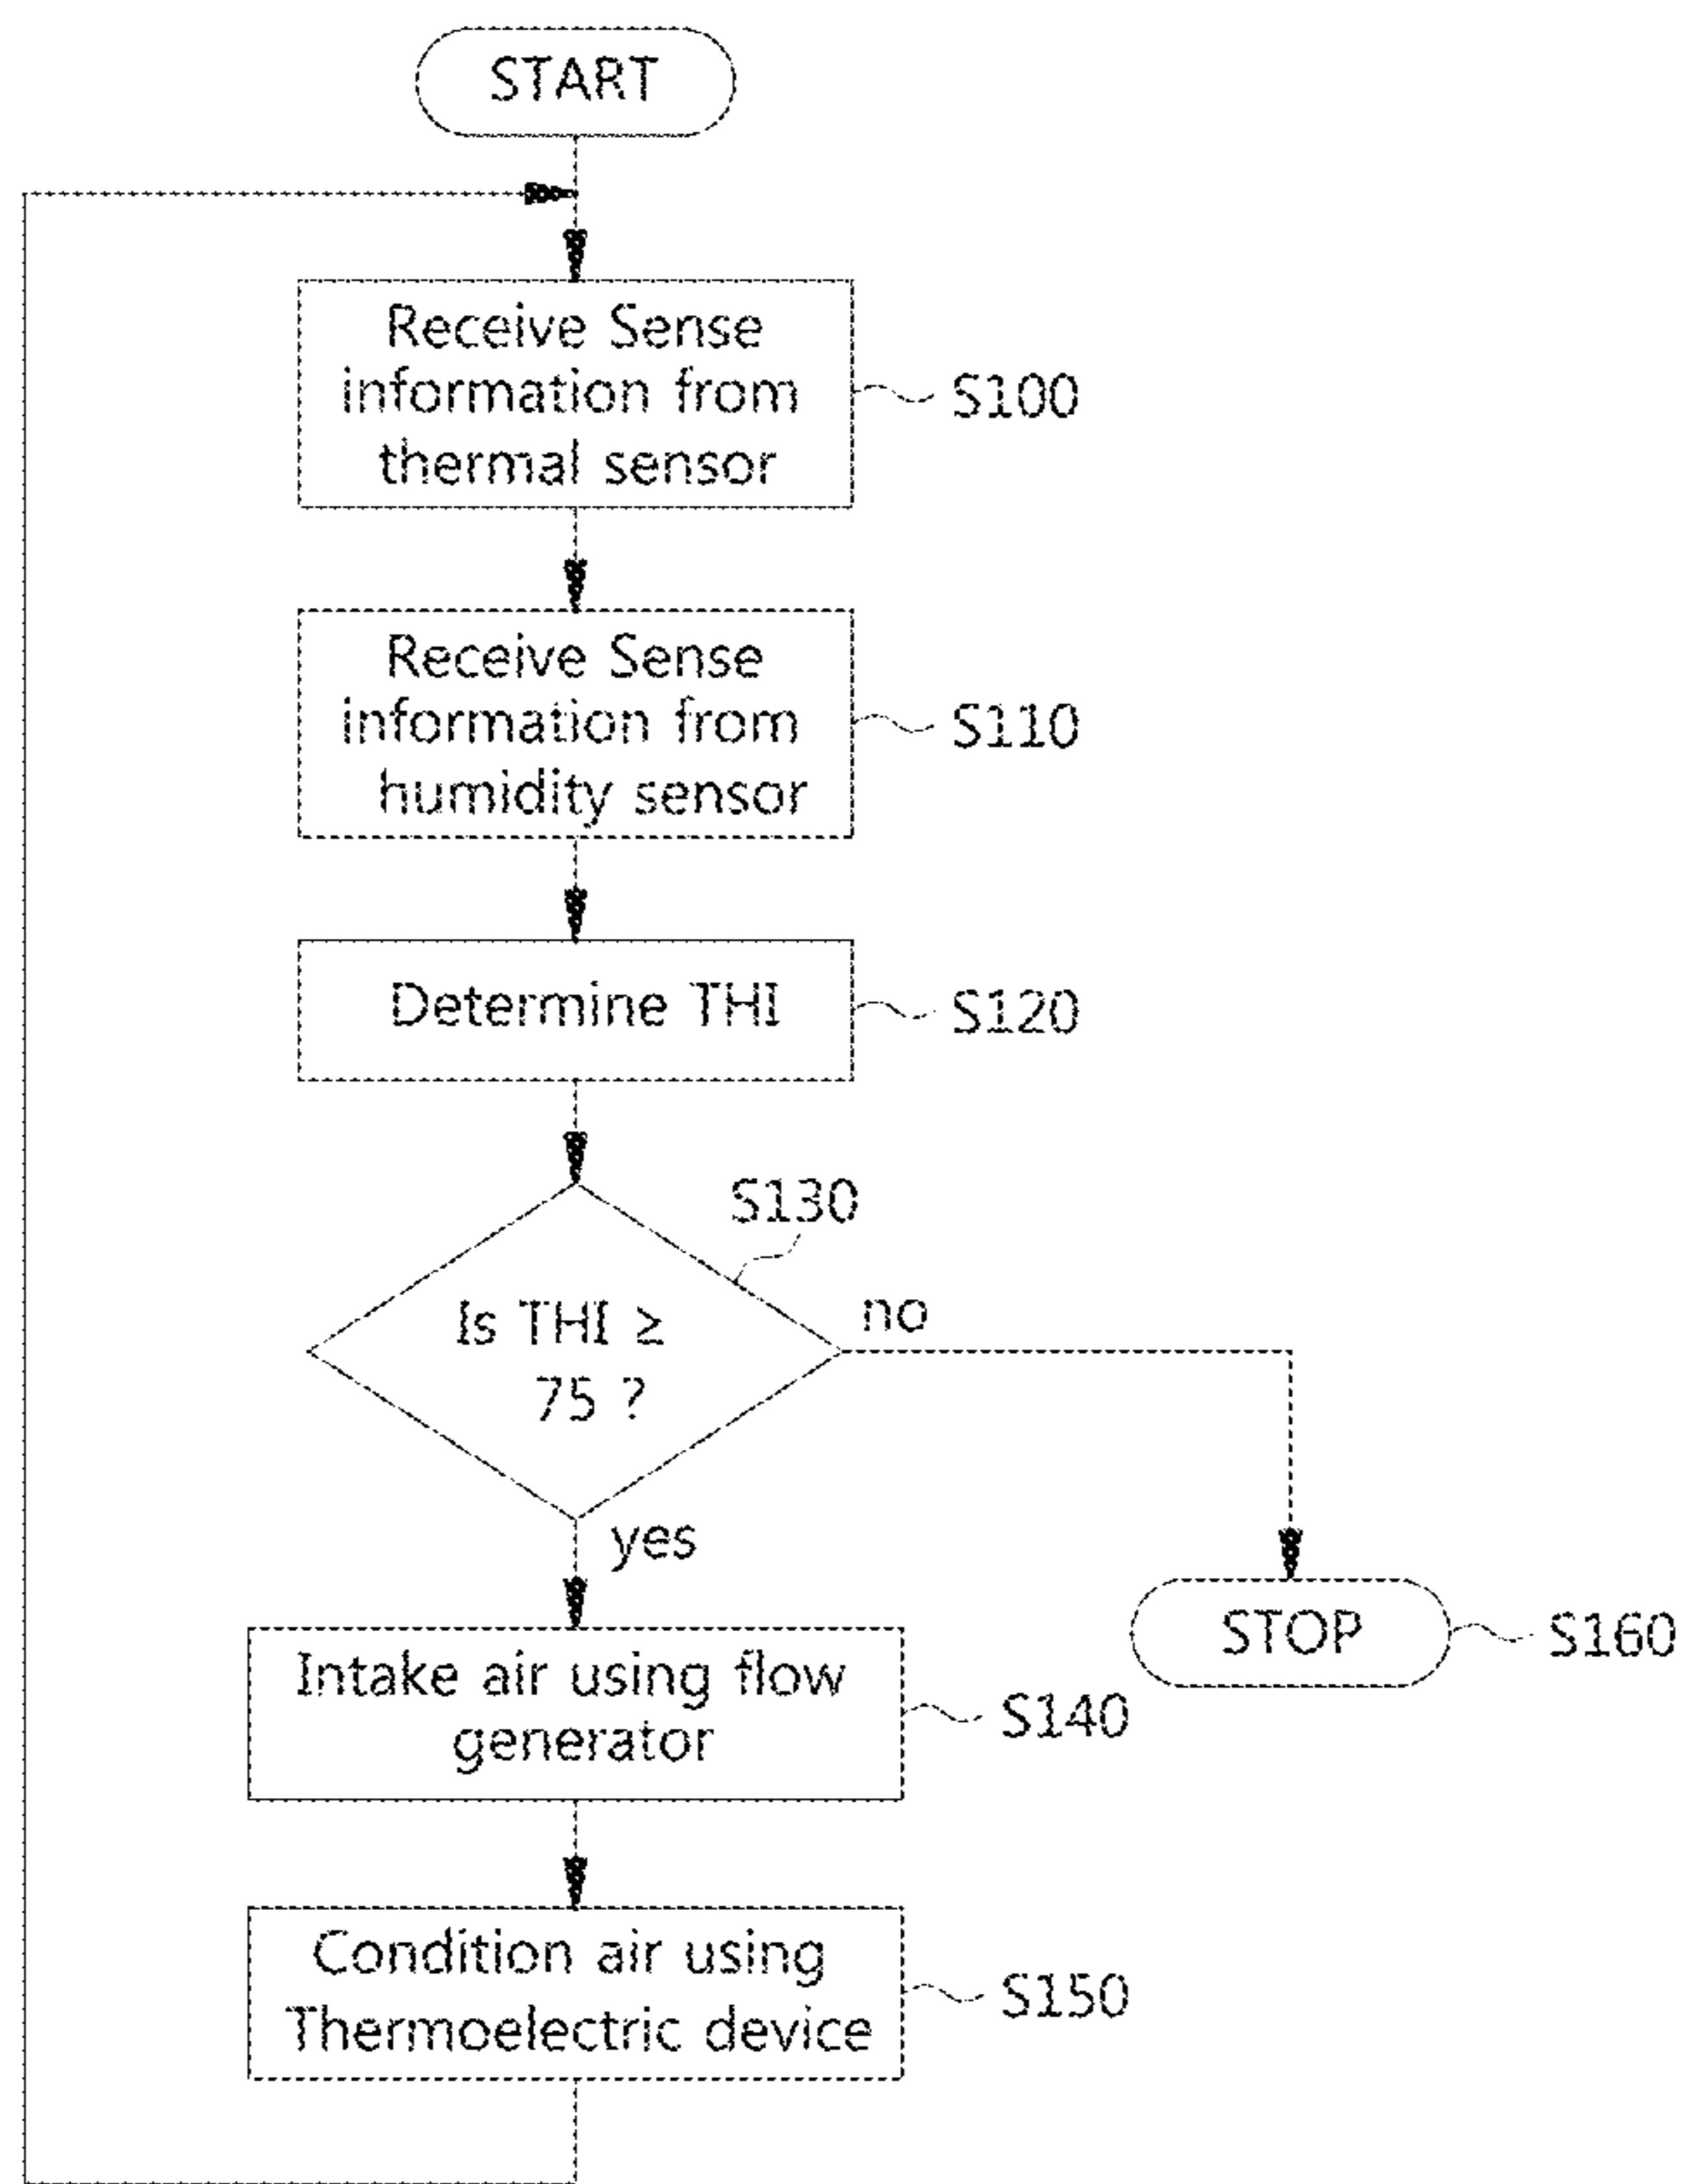 START
Receive Sense
information from
thermal sensor
S100
Receive Sense
information from
humidity sensor
S110
Determine THI
S120
S130
Is THI ≥
75 ?
no
yes
STOP
S160
Intake air using flow
generator
S140
Condition air using
Thermoelectric device
S150